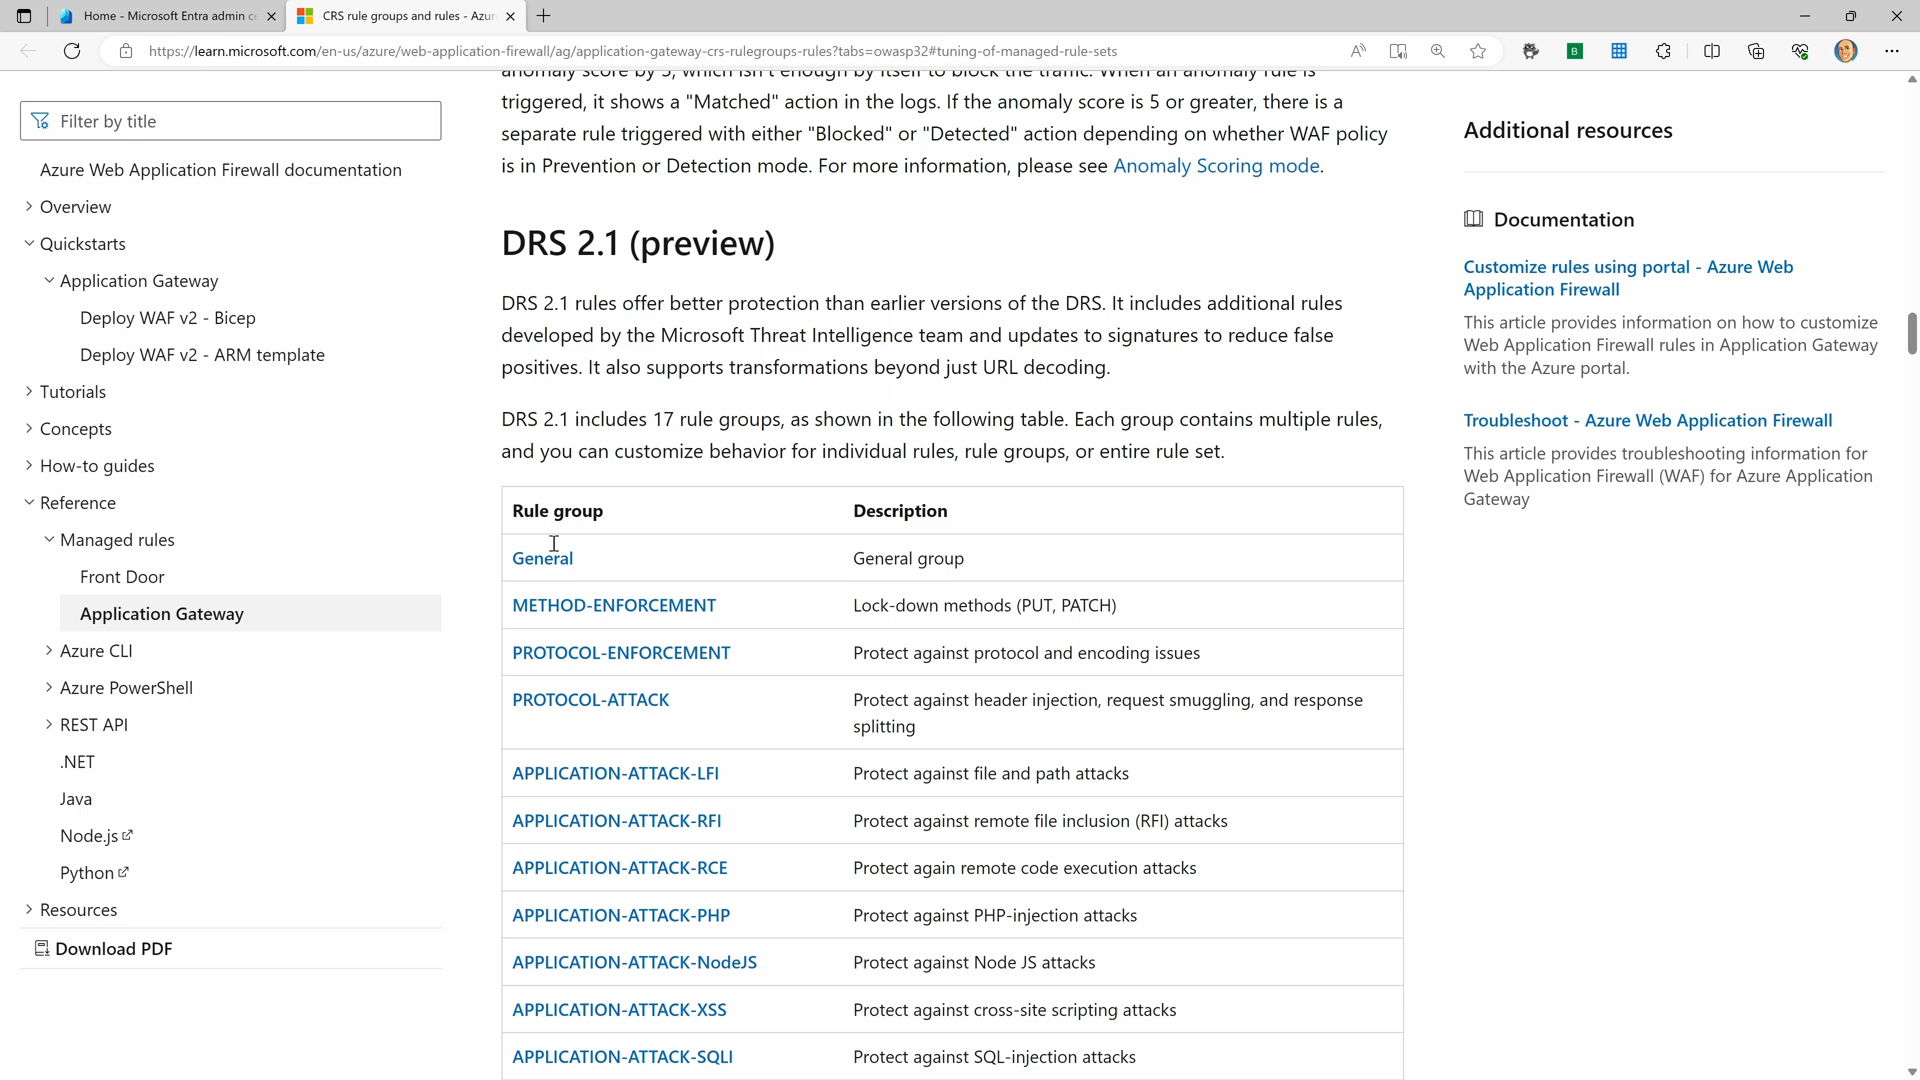 Home - Microsoft Entra admin ce
CRS rule groups and rules - Azur
https://learn.microsoft.com/en-us/azure/web-application-firewall/ag/application-gateway-crs-rulegroups-rules?tabs=owasp32#tuning-of-managed-rule-sets
Filter by title
Azure Web Application Firewall documentation
Overview
Quickstarts
Application Gateway
Deploy WAF v2 - Bicep
Deploy WAF v2 - ARM template
Tutorials
Concepts
How-to guides
Reference
Managed rules
Front Door
Application Gateway
Azure CLI
Azure PowerShell
REST API
.NET
Java
Node.js
Python
Resources
Download PDF
anomaly score by 3, which isn't enough by itself to block the traffic. When an anomaly rule is
triggered, it shows a "Matched" action in the logs. If the anomaly score is 5 or greater, there is a
separate rule triggered with either "Blocked" or "Detected" action depending on whether WAF policy
is in Prevention or Detection mode. For more information, please see Anomaly Scoring mode.
DRS 2.1 (preview)
DRS 2.1 rules offer better protection than earlier versions of the DRS. It includes additional rules
developed by the Microsoft Threat Intelligence team and updates to signatures to reduce false
positives. It also supports transformations beyond just URL decoding.
DRS 2.1 includes 17 rule groups, as shown in the following table. Each group contains multiple rules,
and you can customize behavior for individual rules, rule groups, or entire rule set.
Rule group Description
General General group
METHOD-ENFORCEMENT Lock-down methods (PUT, PATCH)
PROTOCOL-ENFORCEMENT Protect against protocol and encoding issues
PROTOCOL-ATTACK Protect against header injection, request smuggling, and response
splitting
APPLICATION-ATTACK-LFI Protect against file and path attacks
APPLICATION-ATTACK-RFI Protect against remote file inclusion (RFI) attacks
APPLICATION-ATTACK-RCE Protect again remote code execution attacks
APPLICATION-ATTACK-PHP Protect against PHP-injection attacks
APPLICATION-ATTACK-NodeJS Protect against Node JS attacks
APPLICATION-ATTACK-XSS Protect against cross-site scripting attacks
APPLICATION-ATTACK-SQLI Protect against SQL-injection attacks
Additional resources
Documentation
Customize rules using portal - Azure Web
Application Firewall
This article provides information on how to customize
Web Application Firewall rules in Application Gateway
with the Azure portal.
Troubleshoot - Azure Web Application Firewall
This article provides troubleshooting information for
Web Application Firewall (WAF) for Azure Application
Gateway